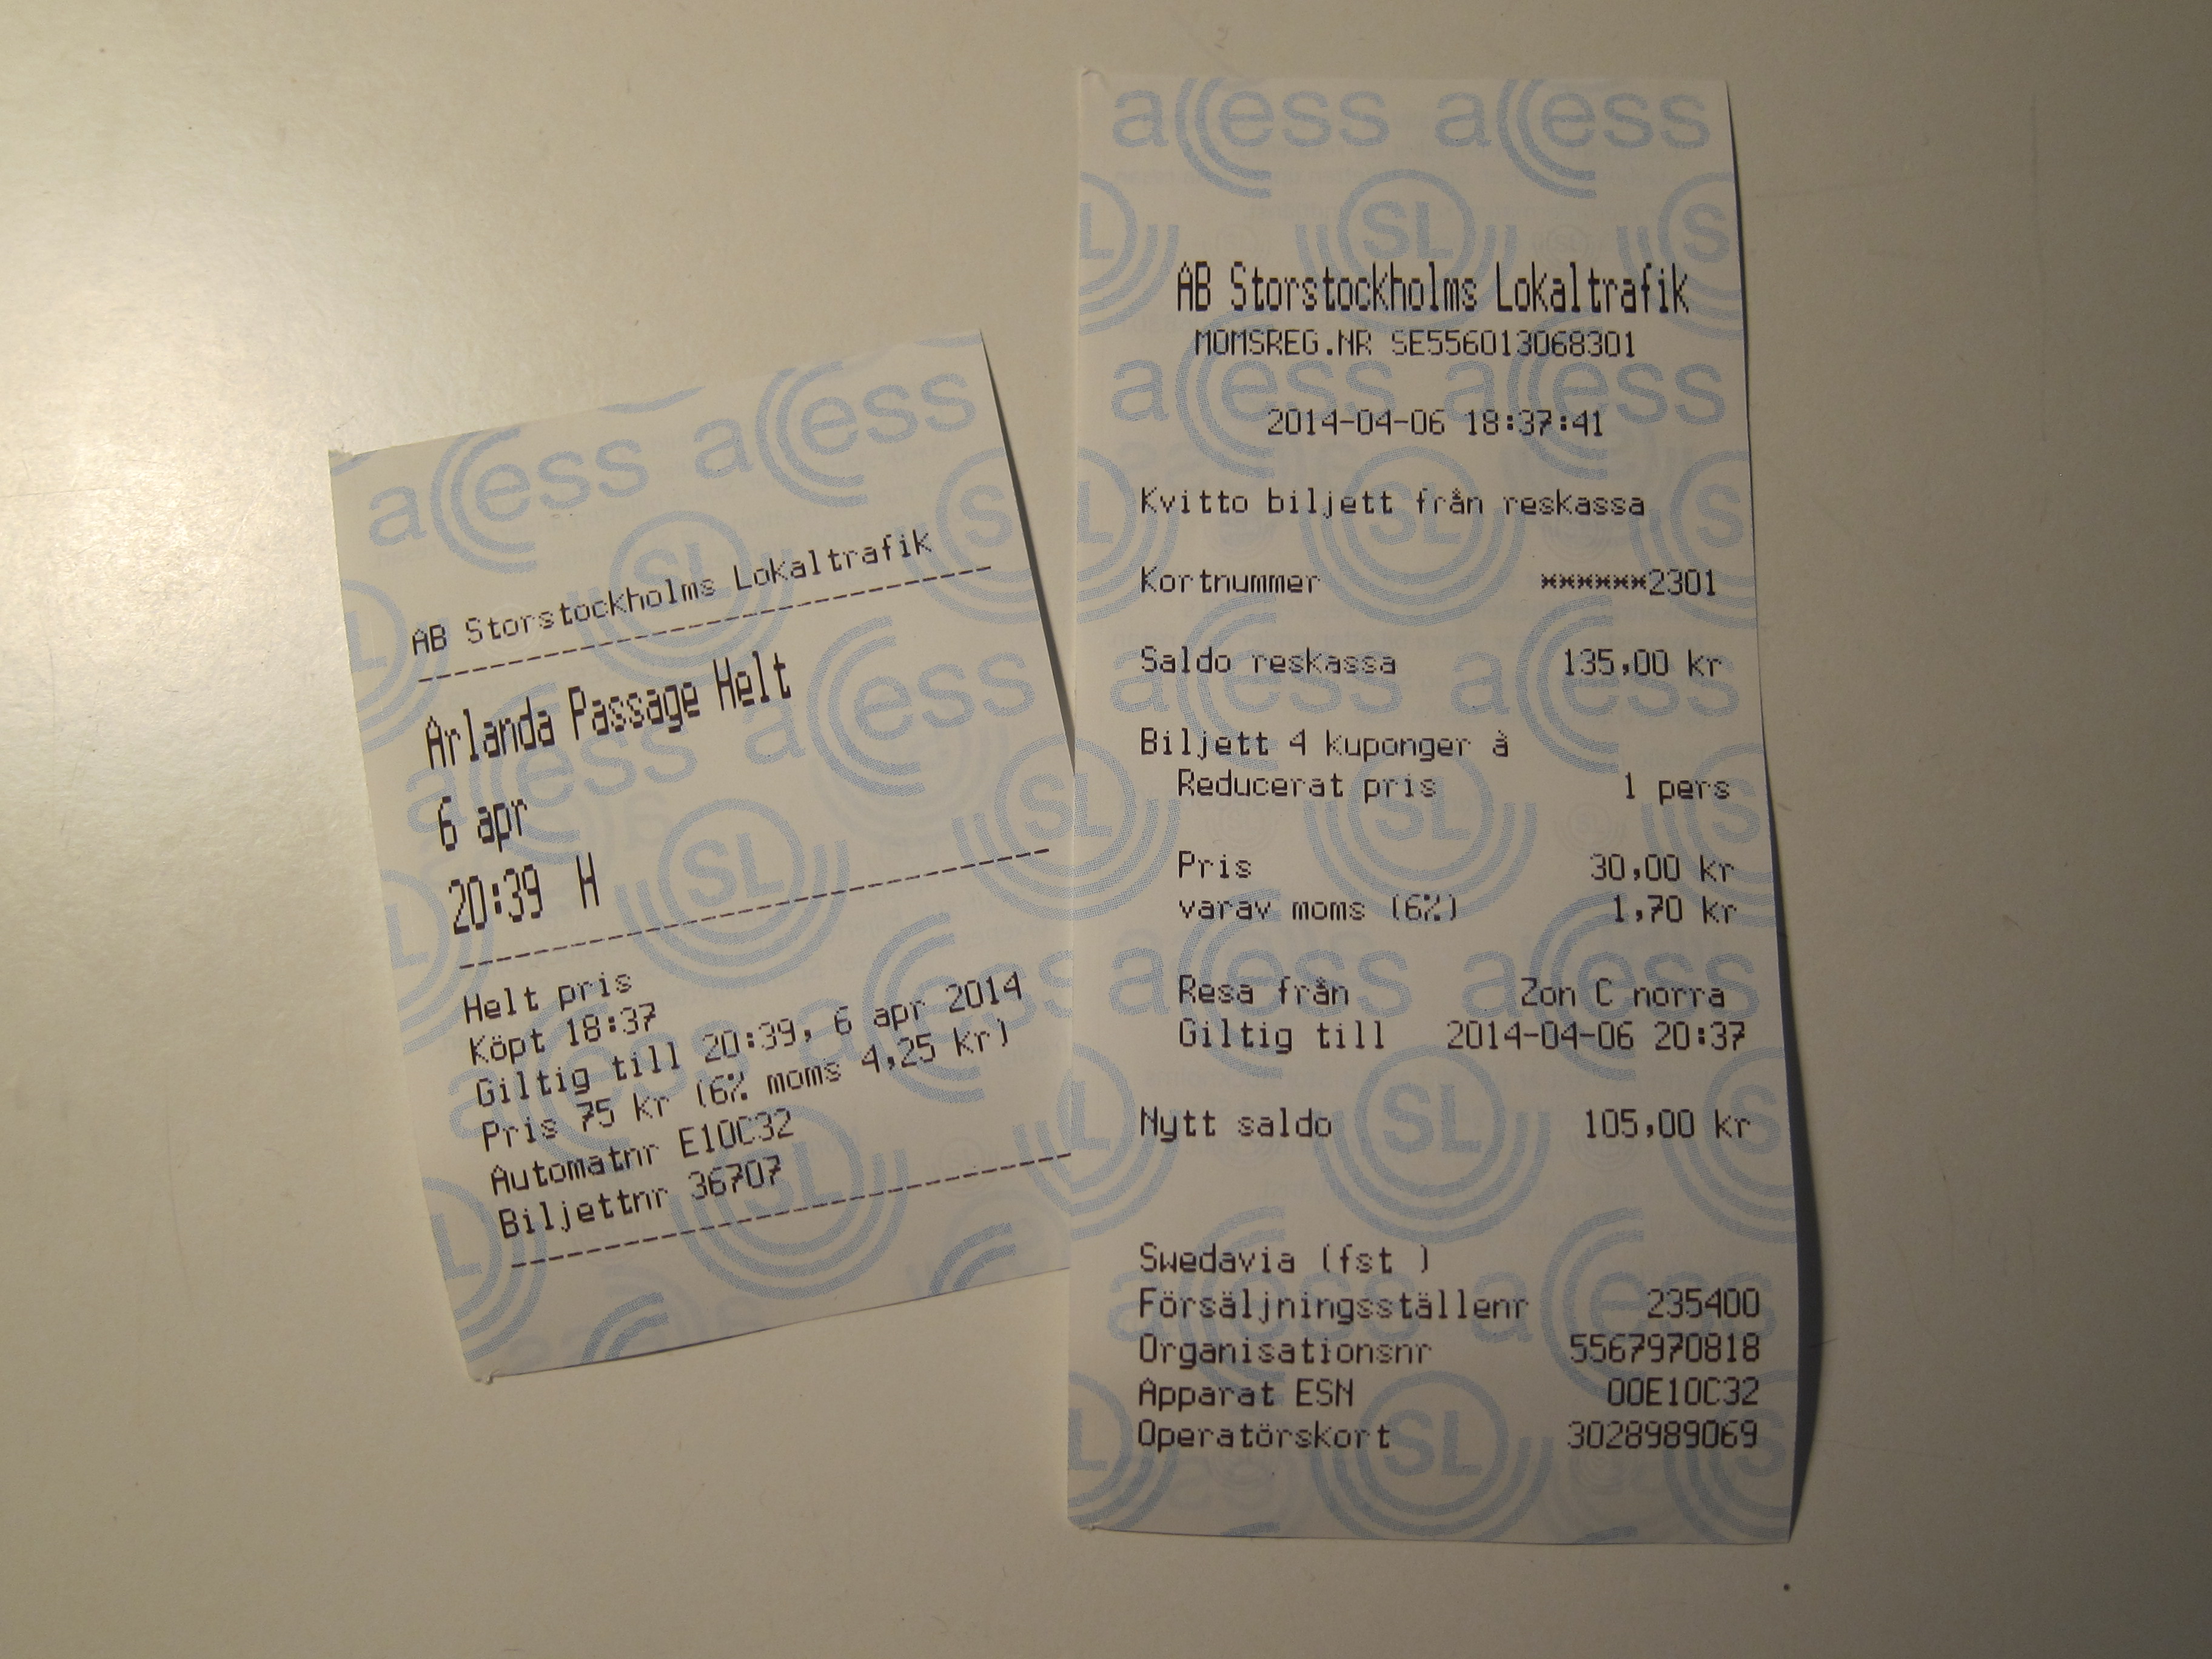 AB Storstockholms Lokaltrafik
Arlanda Passage Helt
6 apr
20:39 H
Helt pris
Köpt 18:37
Giltig till 20:39, 6 apr 2014
Pris 75 kr (6% moms 4,25 kr)
Automatnr E10C32
Biljettnr 36707
access access
SL
AB Storstockholms Lokaltrafik
MOMSREG.NR SE556013068301
2014-04-06 18:37:41
Kvitto biljett från reskassa
Kortnummer ******2301
Saldo reskassa 135,00 kr
Biljett 4 kuponger à
Reducerat pris 1 pers
Pris 30,00 kr
varav moms (6%) 1,70 kr
Resa från Zon C norra
Giltig till 2014-04-06 20:37
Nytt saldo 105,00 kr
Swedavia (fst )
Försäljningsställenr 235400
Organisationsnr 5567970818
Apparat ESN 00E10C32
Operatörskort 3028989069